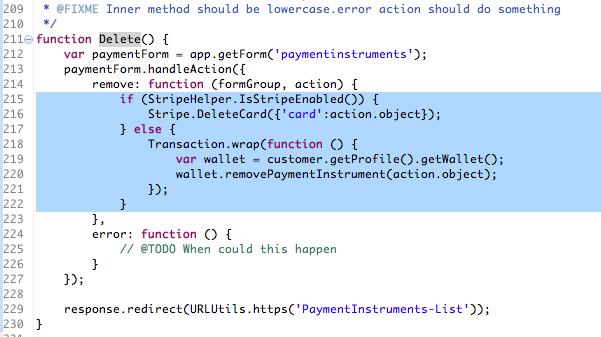 209 * @FIXME Inner method should be lowercase.error action should do something
210 */
211 function Delete() {
212 var paymentForm = app.getForm('paymentinstruments');
213 paymentForm.handleAction({
214 remove: function (formGroup, action) {
215 if (StripeHelper.IsStripeEnabled()) {
216 Stripe.DeleteCard({'card':action.object});
217 } else {
218 Transaction.wrap(function () {
219 var wallet = customer.getProfile().getWallet();
220 wallet.removePaymentInstrument(action.object);
221 });
222 }
223 },
224 error: function () {
225 // @TODO When could this happen
226 }
227 });
228
229 response.redirect(URLUtils.https('PaymentInstruments-List'));
230 }